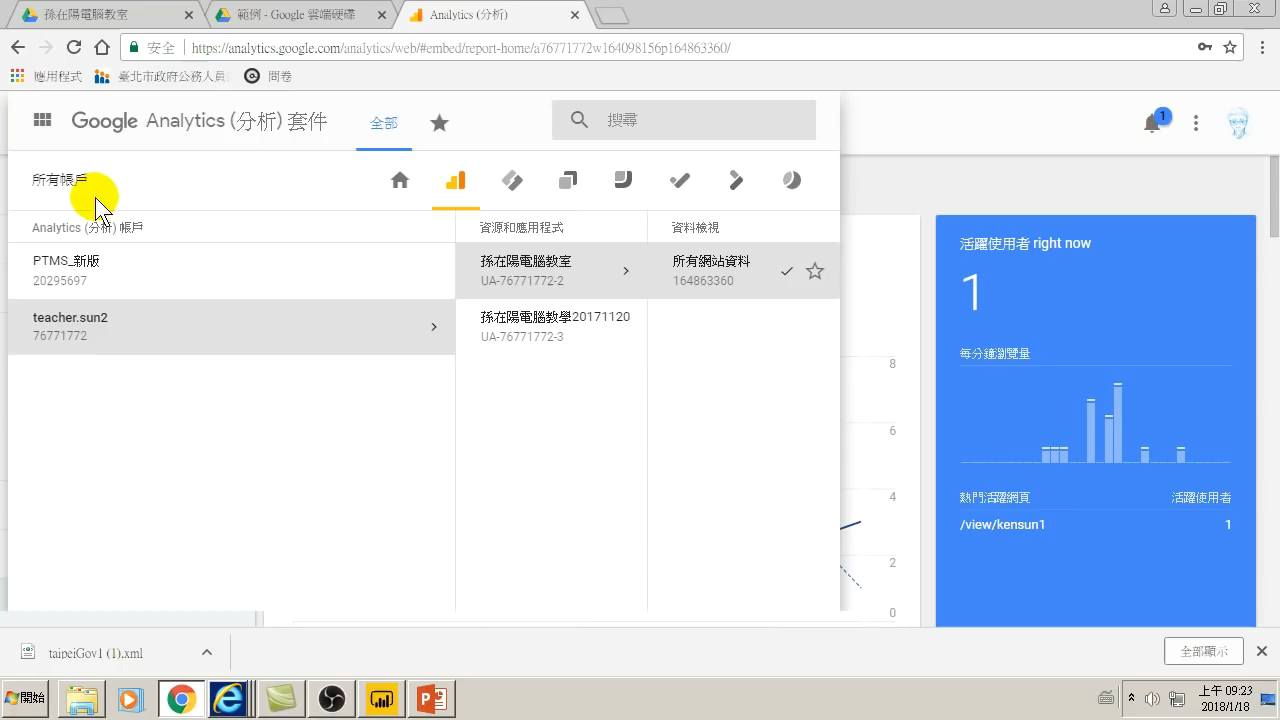 孫在陽電腦教室
範例 - Google 雲端硬碟
Analytics (分析)
安全
https://analytics.google.com/analytics/web/#embed/report-home/a76771772w164098156p164863360/
應用程式
臺北市政府公務人員
問卷
Google Analytics (分析) 套件
全部
搜尋
1
所有帳戶
Analytics (分析) 帳戶
資源和應用程式
資料檢視
PTMS_新版
20295697
孫在陽電腦教室
UA-76771772-2
所有網站資料
164863360
teacher.sun2
76771772
孫在陽電腦教學20171120
UA-76771772-3
活躍使用者 right now
1
每分鐘瀏覽量
熱門活躍網頁
活躍使用者
/view/kensun1
1
8
6
4
2
0
taipeiGov1 (1).xml
全部顯示
開始
上午 09:23
2018/1/18